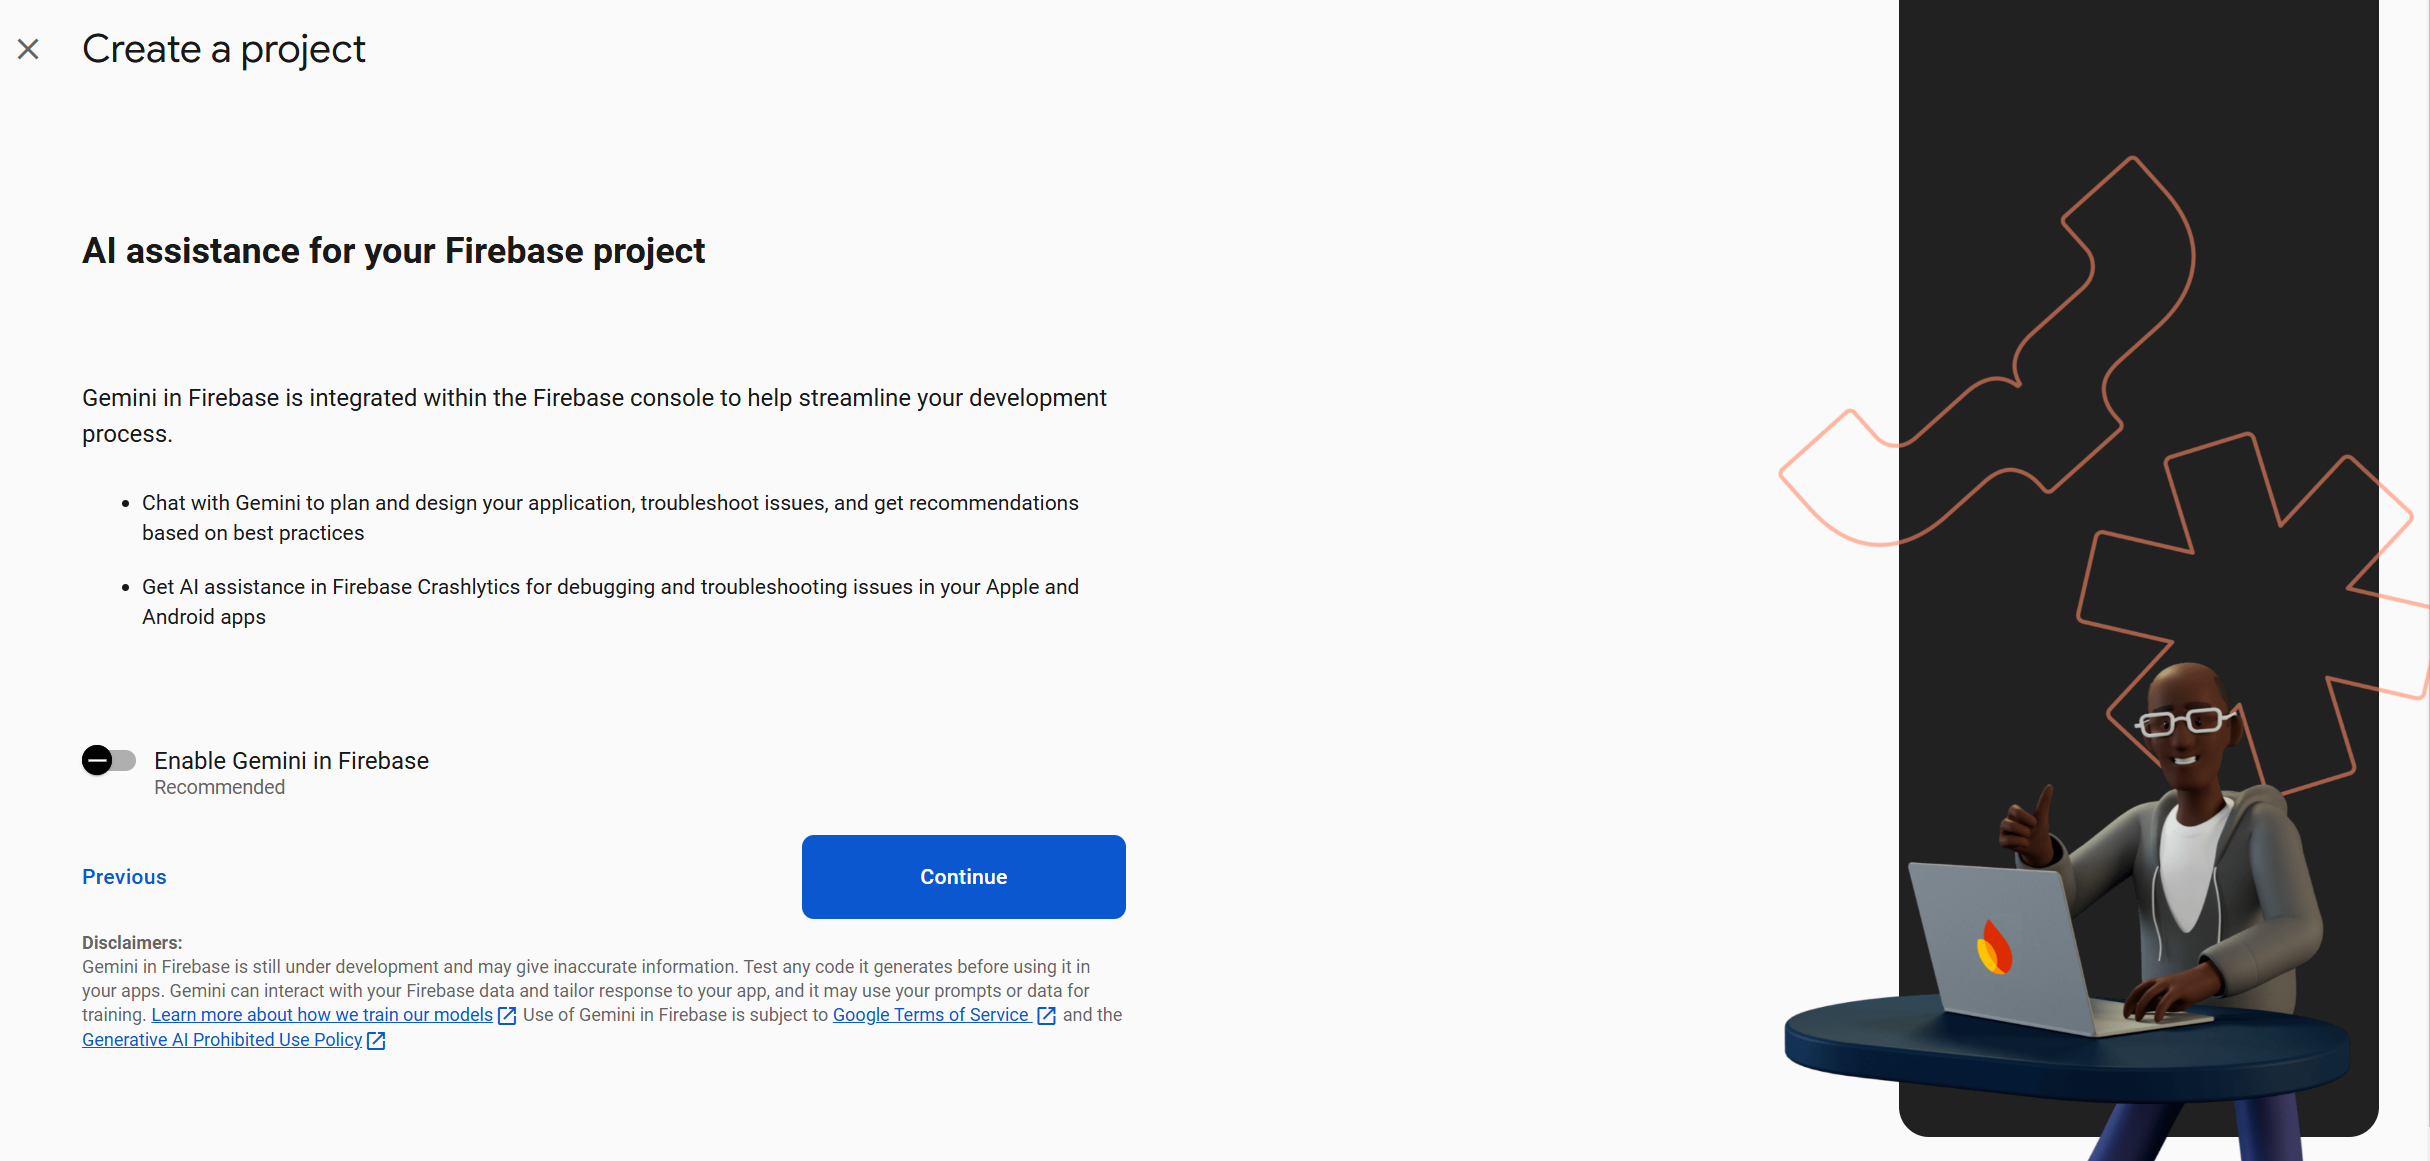 Create a project
AI assistance for your Firebase project
Gemini in Firebase is integrated within the Firebase console to help streamline your development
process.
Chat with Gemini to plan and design your application, troubleshoot issues, and get recommendations
based on best practices
Get AI assistance in Firebase Crashlytics for debugging and troubleshooting issues in your Apple and
Android apps
Enable Gemini in Firebase
Recommended
Previous
Continue
Disclaimers:
Gemini in Firebase is still under development and may give inaccurate information. Test any code it generates before using it in
your apps. Gemini can interact with your Firebase data and tailor response to your app, and it may use your prompts or data for
training. Learn more about how we train our models Use of Gemini in Firebase is subject to Google Terms of Service and the
Generative AI Prohibited Use Policy